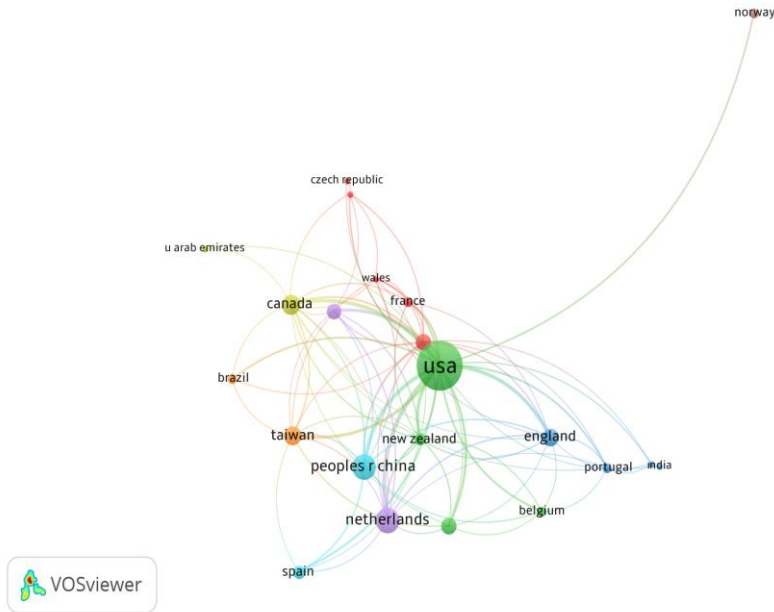 norway
czech republic
u arab emirates
wales
canada
france
usa
brazil
taiwan
new zealand
england
peoples r china
portugal
india
netherlands
belgium
spain
VOSviewer